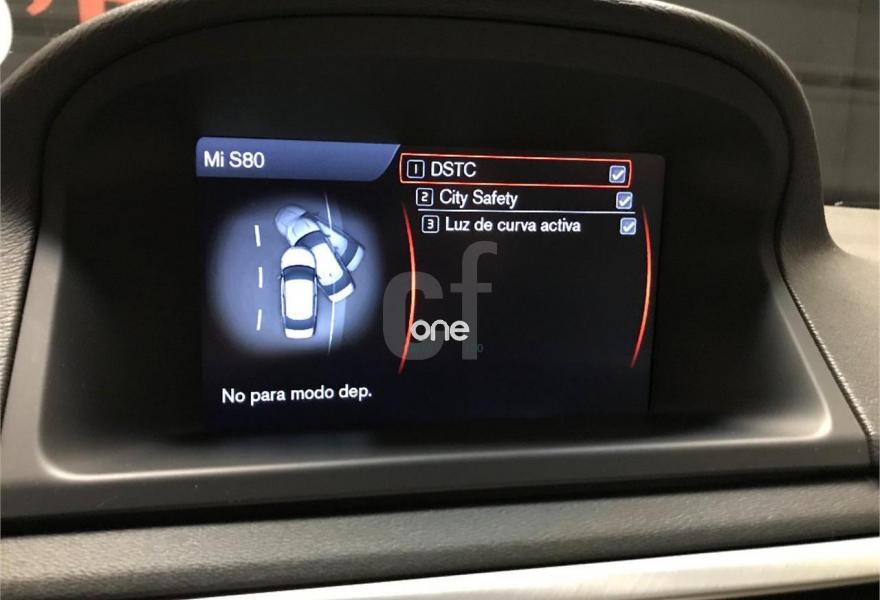 Mi S80
1 DSTC
2 City Safety
3 Luz de curva activa
cf
one
No para modo dep.